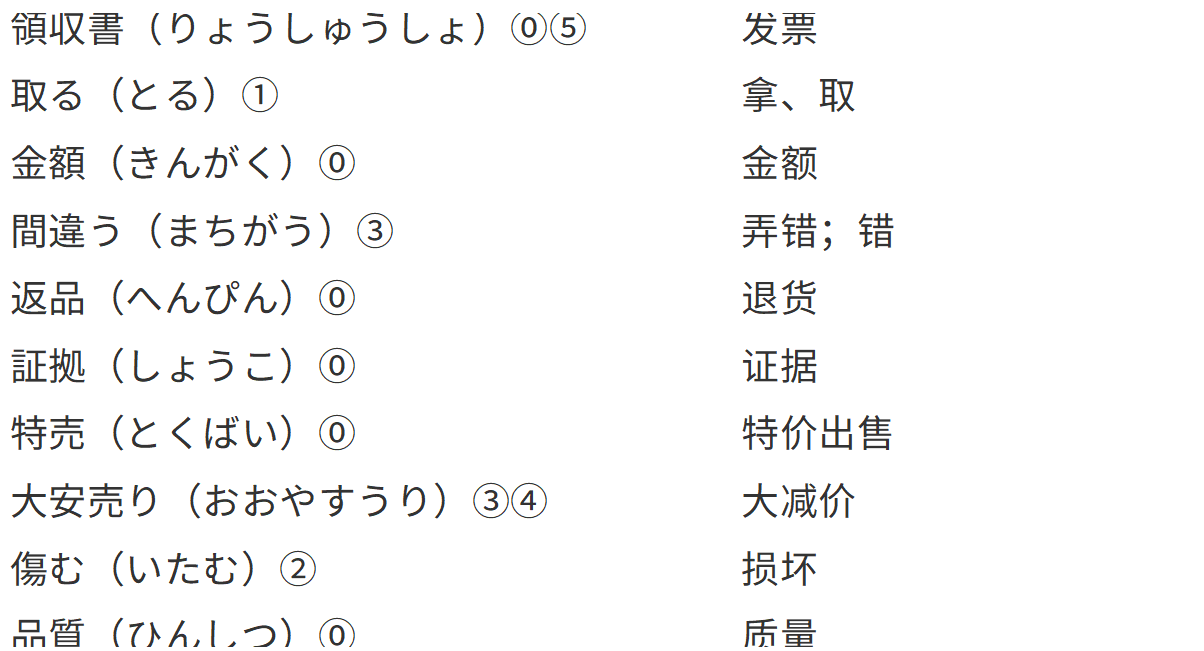 領収書（りょうしゅうしょ）⓪⑤ 发票
取る（とる）① 拿、取
金額（きんがく）⓪ 金额
間違う（まちがう）③ 弄错；错
返品（へんぴん）⓪ 退货
証拠（しょうこ）⓪ 证据
特売（とくばい）⓪ 特价出售
大安売り（おおやすうり）③④ 大减价
傷む（いたむ）② 损坏
品質（ひんしつ）⓪ 质量